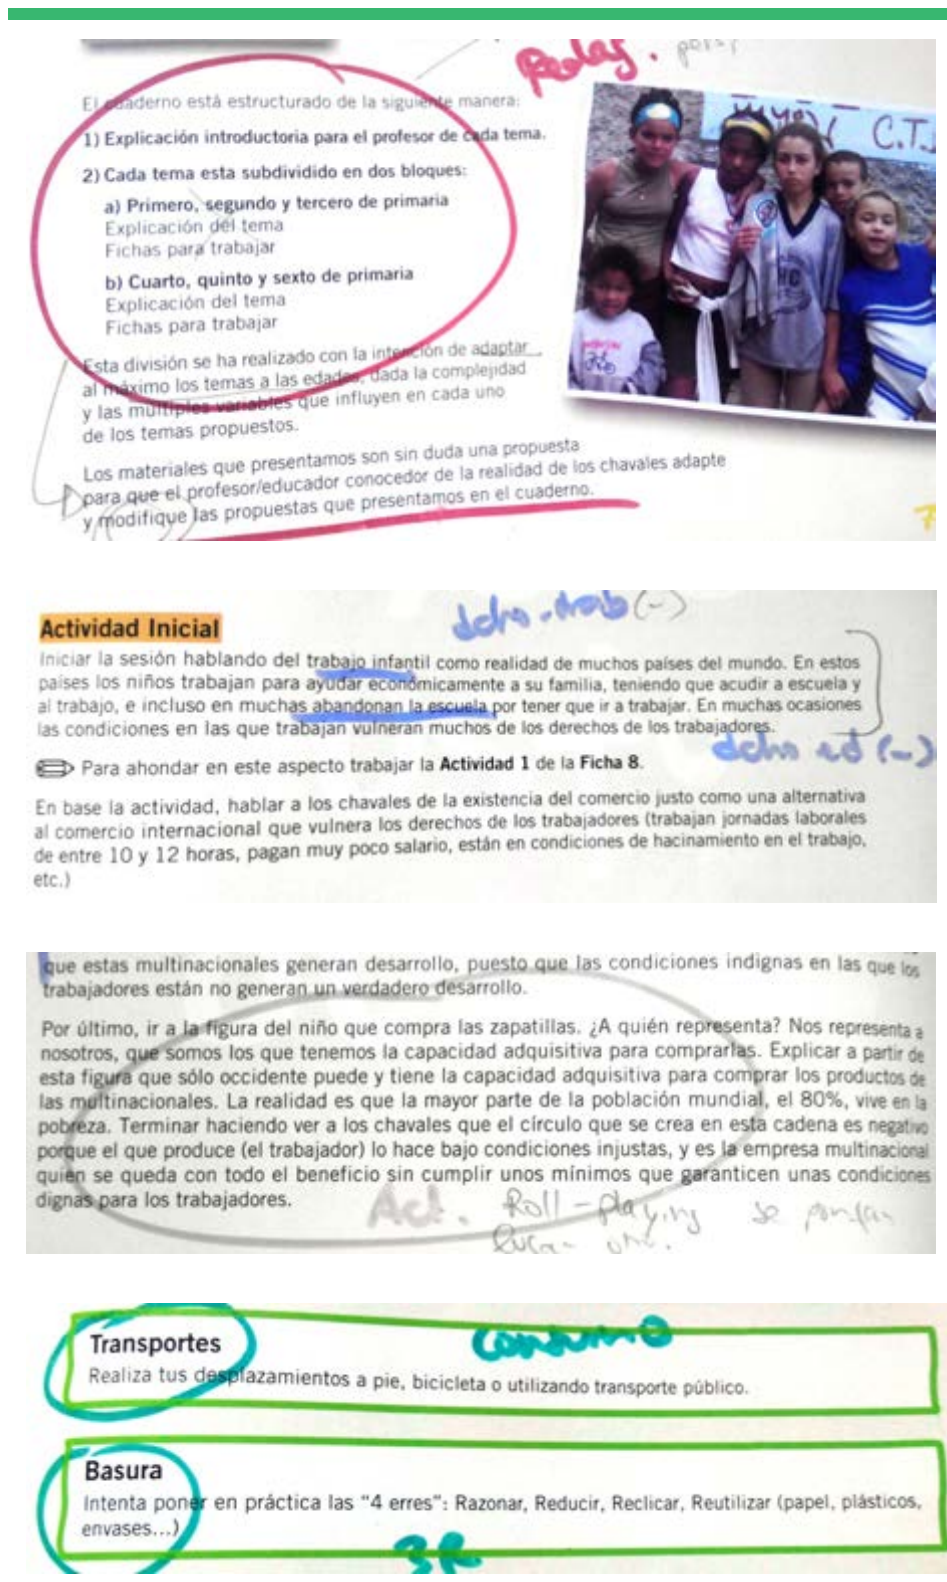 Pedag.
El cuaderno está estructurado de la siguiente manera:
1) Explicación introductoria para el profesor de cada tema.
2) Cada tema esta subdividido en dos bloques:
a) Primero, segundo y tercero de primaria
Explicación del tema
Fichas para trabajar
b) Cuarto, quinto y sexto de primaria
Explicación del tema
Fichas para trabajar
Esta división se ha realizado con la intención de adaptar
al máximo los temas a las edades, dada la complejidad
y las múltiples variables que influyen en cada uno
de los temas propuestos.
Los materiales que presentamos son sin duda una propuesta
para que el profesor/educador conocedor de la realidad de los chavales adapte
y modifique las propuestas que presentamos en el cuaderno.
7
dcho. trab (-)
Actividad Inicial
Iniciar la sesión hablando del trabajo infantil como realidad de muchos países del mundo. En estos
países los niños trabajan para ayudar económicamente a su familia, teniendo que acudir a escuela y
al trabajo, e incluso en muchas abandonan la escuela por tener que ir a trabajar. En muchas ocasiones
las condiciones en las que trabajan vulneran muchos de los derechos de los trabajadores.
dcho ed (-)
Para ahondar en este aspecto trabajar la Actividad 1 de la Ficha 8.
En base la actividad, hablar a los chavales de la existencia del comercio justo como una alternativa
al comercio internacional que vulnera los derechos de los trabajadores (trabajan jornadas laborales
de entre 10 y 12 horas, pagan muy poco salario, están en condiciones de hacinamiento en el trabajo,
etc.)
que estas multinacionales generan desarrollo, puesto que las condiciones indignas en las que los
trabajadores están no generan un verdadero desarrollo.
Por último, ir a la figura del niño que compra las zapatillas. ¿A quién representa? Nos representa a
nosotros, que somos los que tenemos la capacidad adquisitiva para comprarlas. Explicar a partir de
esta figura que sólo occidente puede y tiene la capacidad adquisitiva para comprar los productos de
las multinacionales. La realidad es que la mayor parte de la población mundial, el 80%, vive en la
pobreza. Terminar haciendo ver a los chavales que el círculo que se crea en esta cadena es negativo
porque el que produce (el trabajador) lo hace bajo condiciones injustas, y es la empresa multinacional
quien se queda con todo el beneficio sin cumplir unos mínimos que garanticen unas condiciones
dignas para los trabajadores.
Act. Roll-playing se pongan
consumo
Transportes
Realiza tus desplazamientos a pie, bicicleta o utilizando transporte público.
Basura
Intenta poner en práctica las "4 erres": Razonar, Reducir, Reclicar, Reutilizar (papel, plásticos,
envases...)
3R